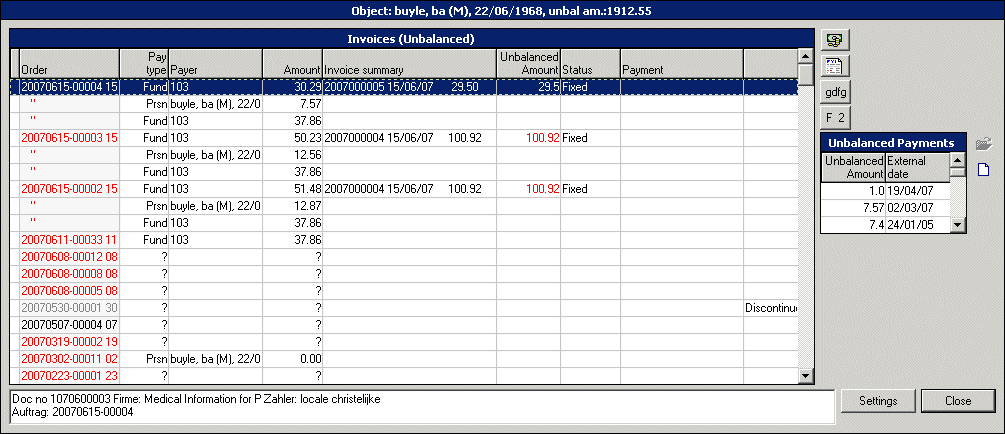 Object: buyle, ba (M), 22/06/1968, unbal am.:1912.55
Invoices (Unbalanced)
Order Pay type Payer Amount Invoice summary Unbalanced Amount Status Payment
20070615-00004 15 Fund 103 30.29 2007000005 15/06/07 29.50 29.5 Fixed
" Prsn buyle, ba (M), 22/0 7.57
" Fund 103 37.86
20070615-00003 15 Fund 103 50.23 2007000004 15/06/07 100.92 100.92 Fixed
" Prsn buyle, ba (M), 22/0 12.56
" Fund 103 37.86
20070615-00002 15 Fund 103 51.48 2007000004 15/06/07 100.92 100.92 Fixed
" Prsn buyle, ba (M), 22/0 12.87
" Fund 103 37.86
20070611-00033 11 Fund 103 37.86
20070608-00012 08 ? ?
20070608-00008 08 ? ?
20070608-00005 08 ? ?
20070530-00001 30 ? ? Discontinue
20070507-00004 07 ? ?
20070319-00002 19 ? ?
20070302-00011 02 Prsn buyle, ba (M), 22/0 0.00
20070223-00001 23 ? ?
gdfg
F 2
Unbalanced Payments
Unbalanced Amount External date
1.0 19/04/07
7.57 02/03/07
7.4 24/01/05
Doc no 1070600003 Firme: Medical Information for P Zahler: locale christelijke
Auftrag: 20070615-00004
Settings
Close